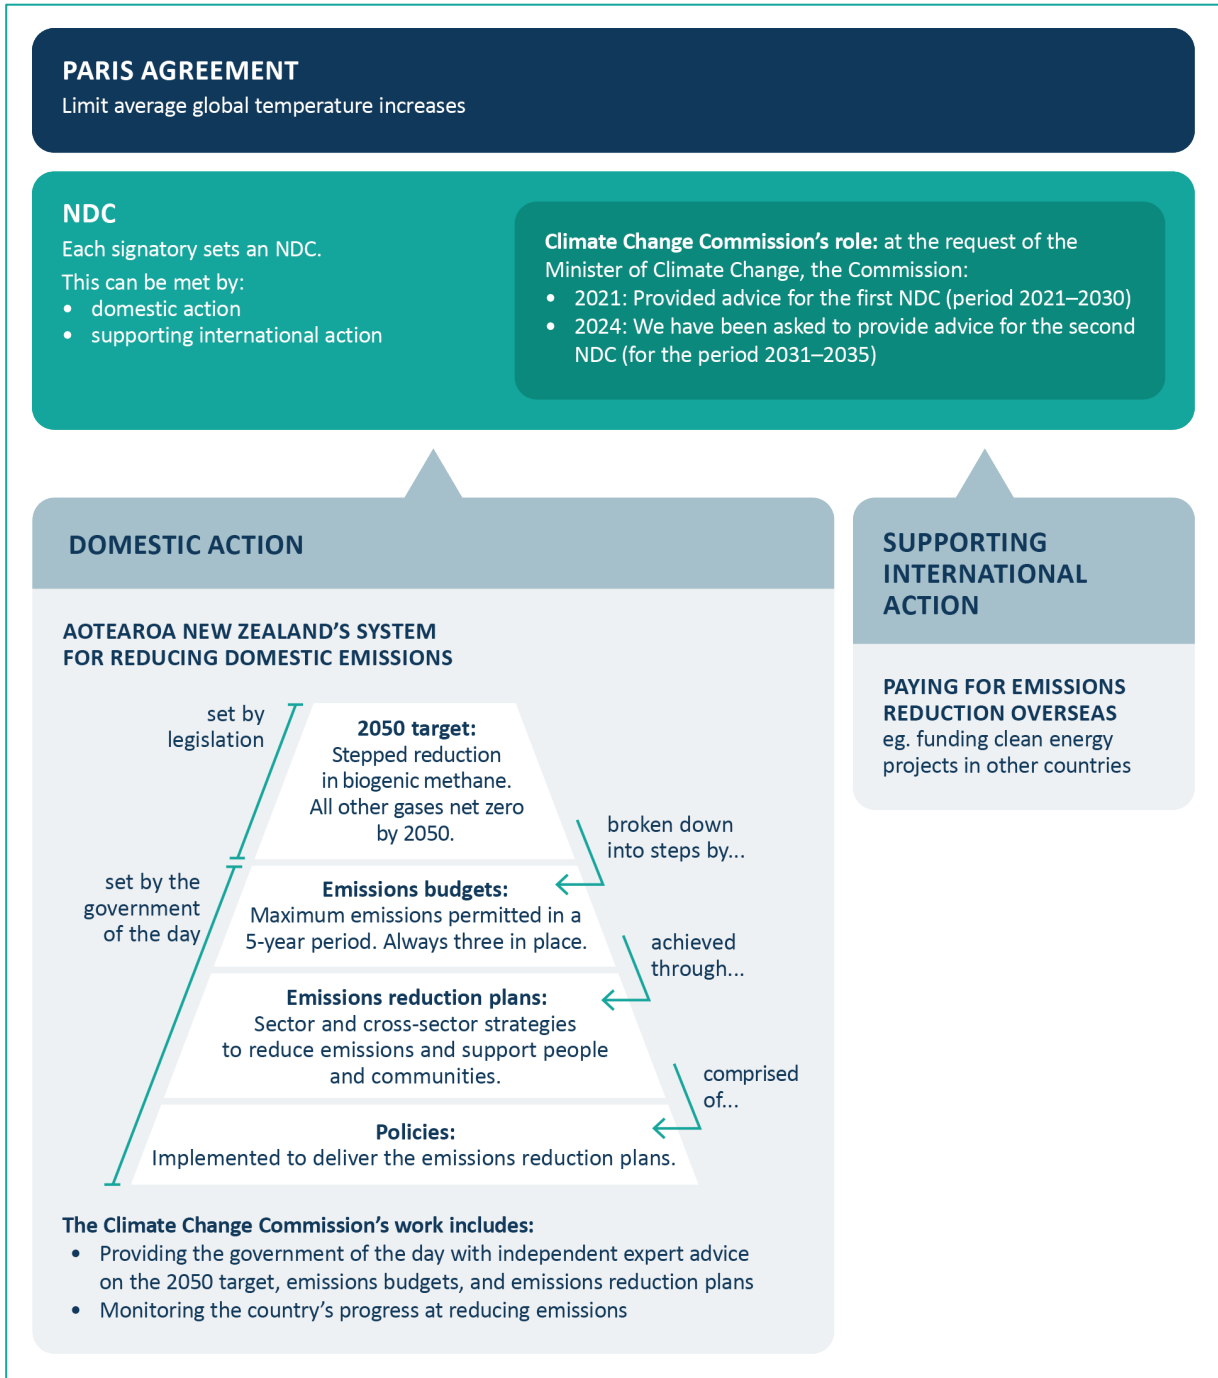 PARIS AGREEMENT
Limit average global temperature increases
NDC
Each signatory sets an NDC.
This can be met by:
• domestic action
• supporting international action
Climate Change Commission’s role: at the request of the
Minister of Climate Change, the Commission:
• 2021: Provided advice for the first NDC (period 2021–2030)
• 2024: We have been asked to provide advice for the second
NDC (for the period 2031–2035)
DOMESTIC ACTION
AOTEAROA NEW ZEALAND’S SYSTEM
FOR REDUCING DOMESTIC EMISSIONS
set by
legislation
2050 target:
Stepped reduction
in biogenic methane.
All other gases net zero
by 2050.
broken down
into steps by...
set by the
government
of the day
Emissions budgets:
Maximum emissions permitted in a
5-year period. Always three in place.
achieved
through...
Emissions reduction plans:
Sector and cross-sector strategies
to reduce emissions and support people
and communities.
comprised
of...
Policies:
Implemented to deliver the emissions reduction plans.
The Climate Change Commission’s work includes:
• Providing the government of the day with independent expert advice
on the 2050 target, emissions budgets, and emissions reduction plans
• Monitoring the country’s progress at reducing emissions
SUPPORTING
INTERNATIONAL
ACTION
PAYING FOR EMISSIONS
REDUCTION OVERSEAS
eg. funding clean energy
projects in other countries